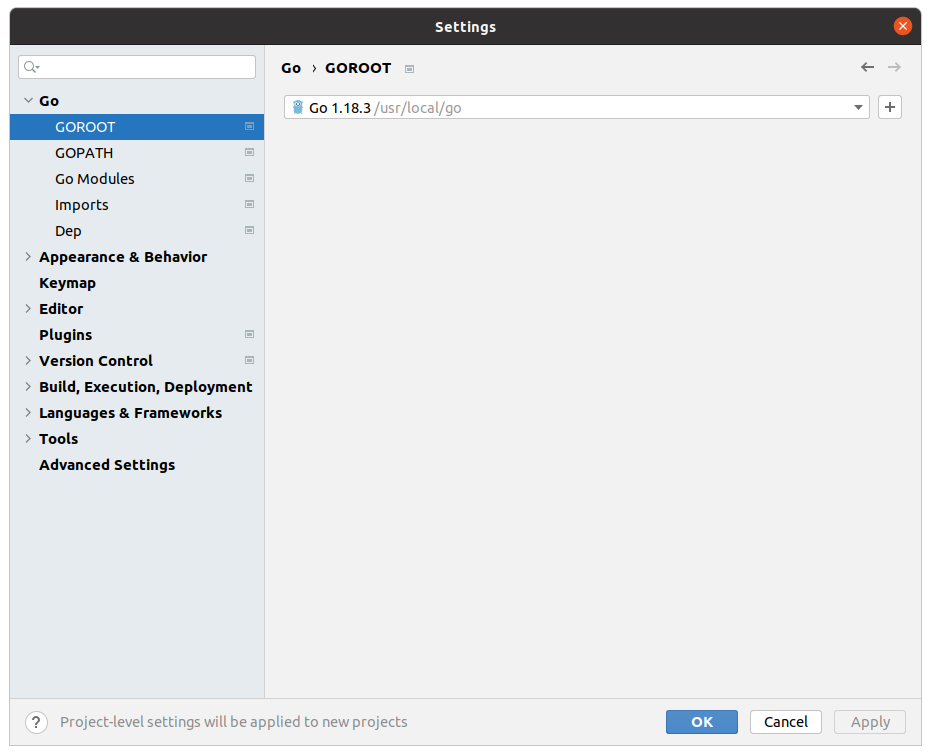 Settings
Go › GOROOT
Go
GOROOT
GOPATH
Go Modules
Imports
Dep
Appearance & Behavior
Keymap
Editor
Plugins
Version Control
Build, Execution, Deployment
Languages & Frameworks
Tools
Advanced Settings
Go 1.18.3 /usr/local/go
? Project-level settings will be applied to new projects
OK Cancel Apply